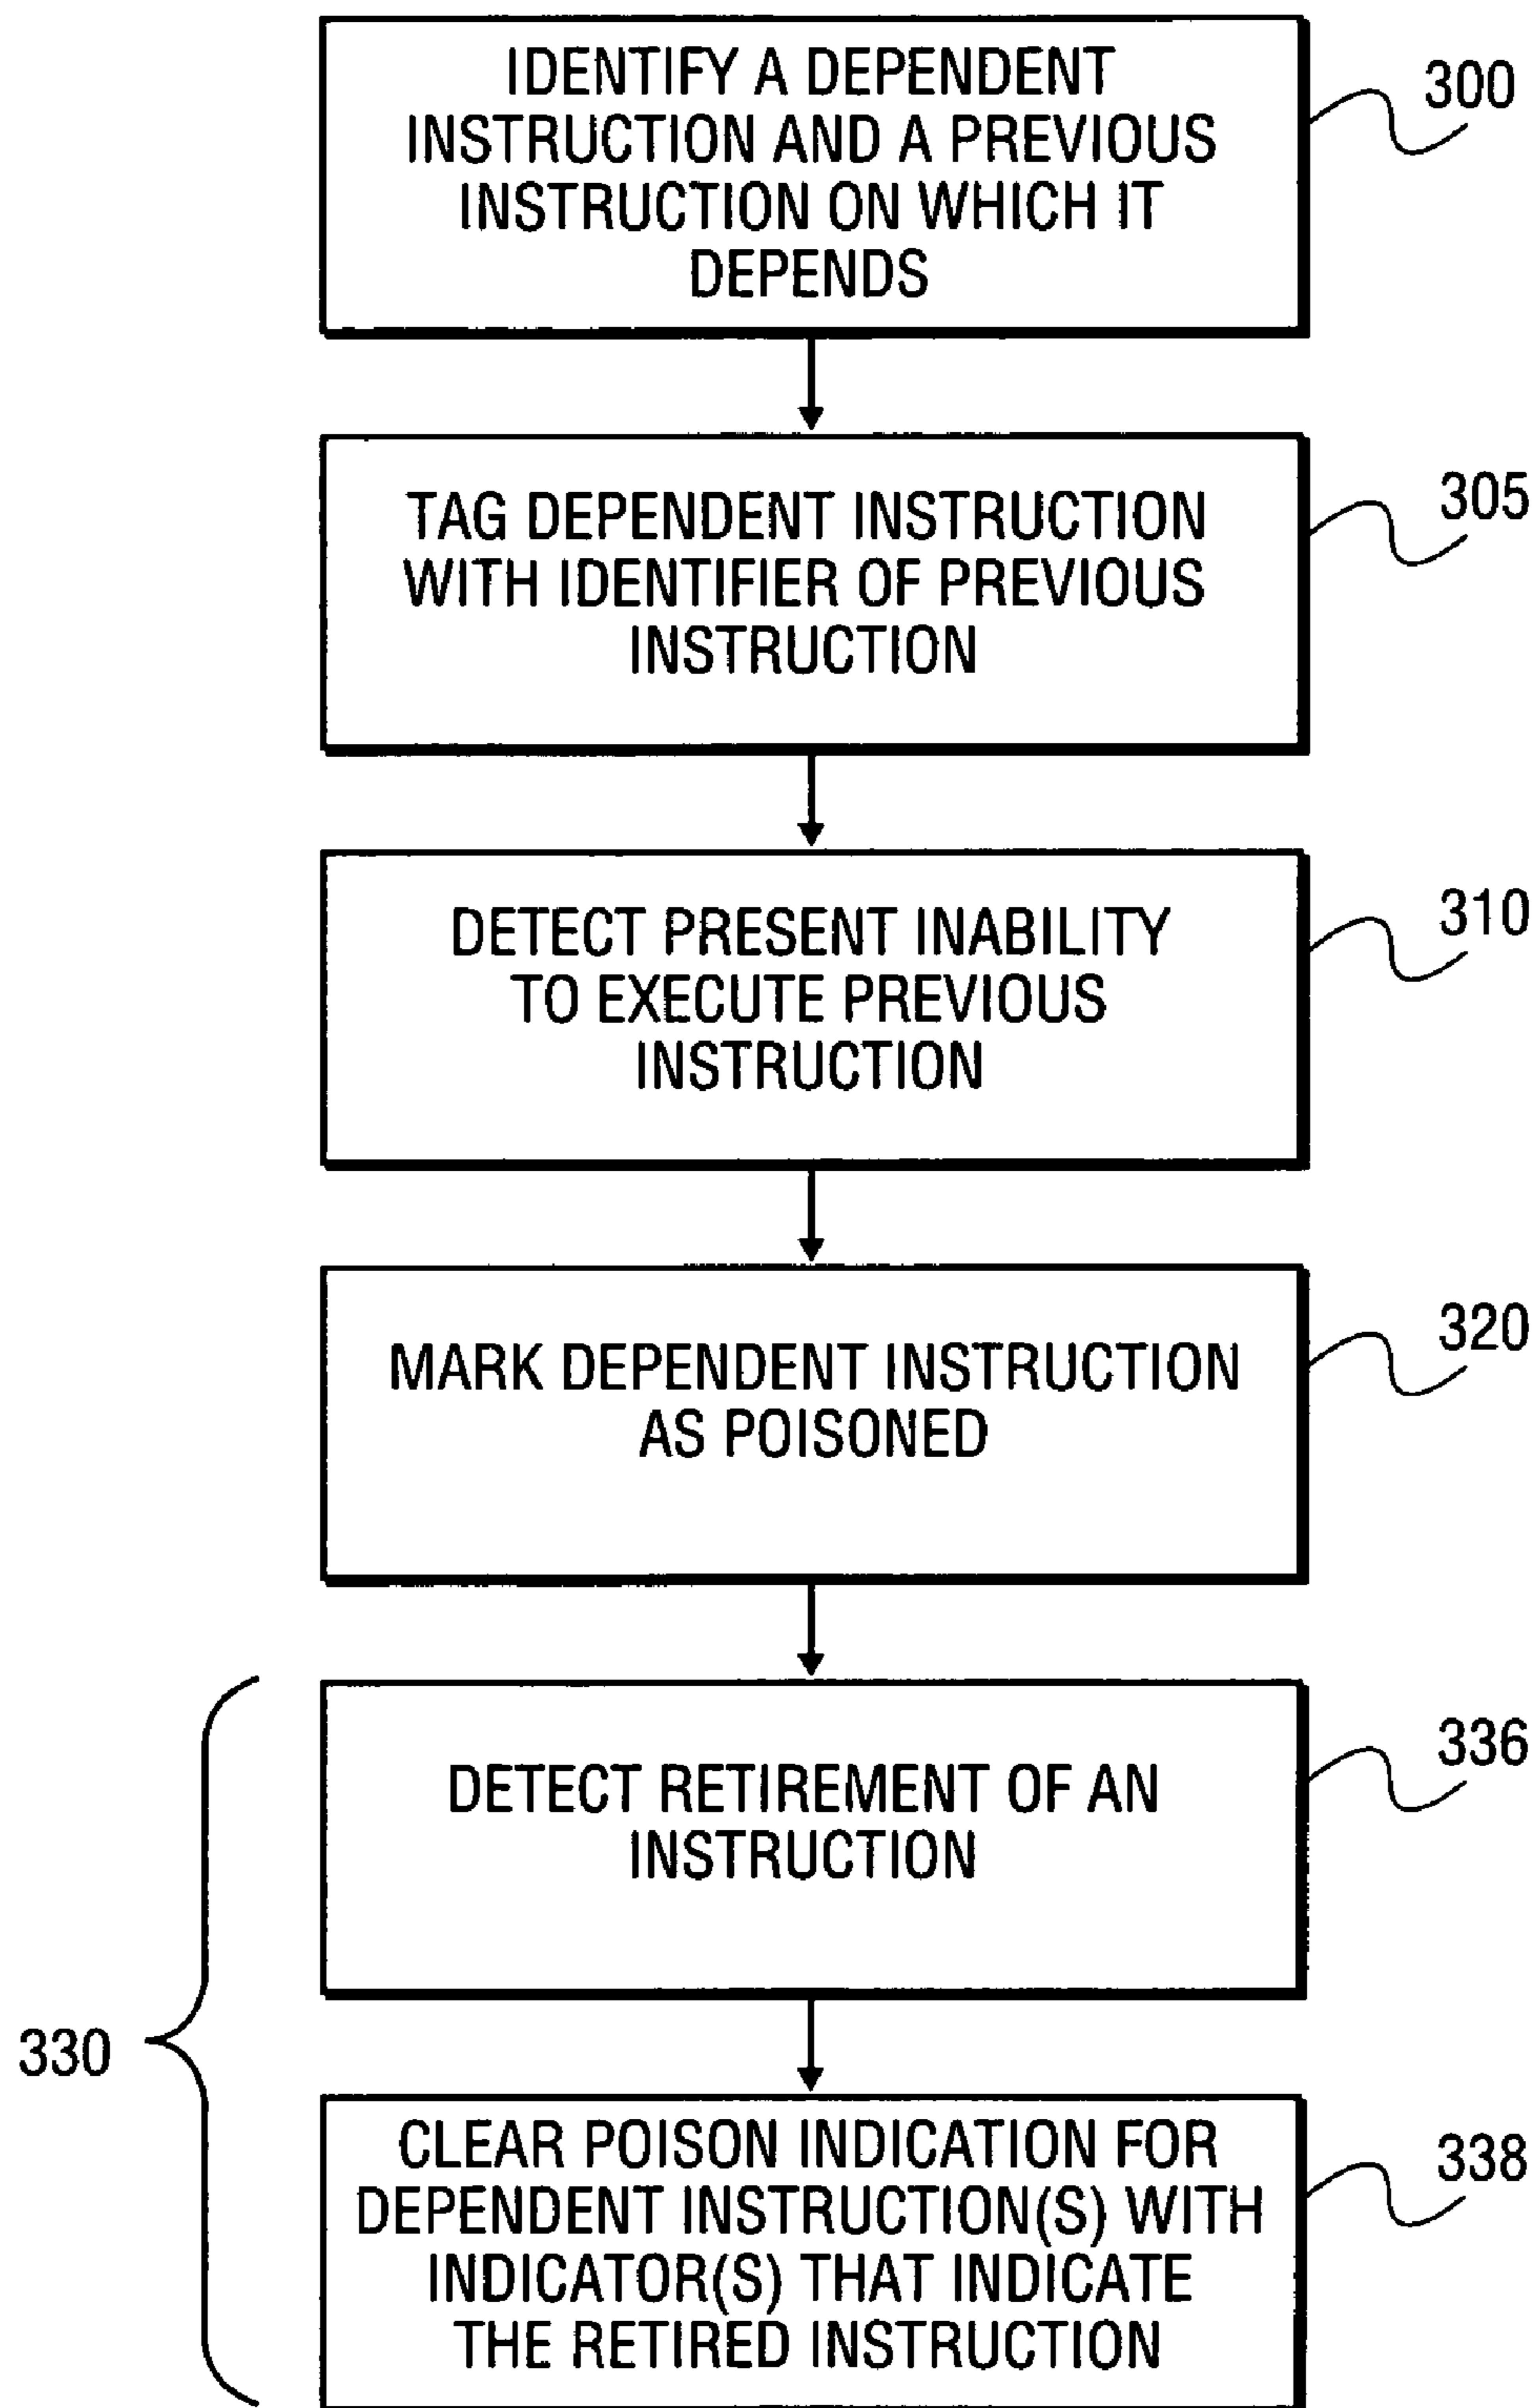 IDENTIFY A DEPENDENT
INSTRUCTION AND A PREVIOUS
INSTRUCTION ON WHICH IT
DEPENDS
300
TAG DEPENDENT INSTRUCTION
WITH IDENTIFIER OF PREVIOUS
INSTRUCTION
305
DETECT PRESENT INABILITY
TO EXECUTE PREVIOUS
INSTRUCTION
310
MARK DEPENDENT INSTRUCTION
AS POISONED
320
DETECT RETIREMENT OF AN
INSTRUCTION
336
330
CLEAR POISON INDICATION FOR
DEPENDENT INSTRUCTION(S) WITH
INDICATOR(S) THAT INDICATE
THE RETIRED INSTRUCTION
338